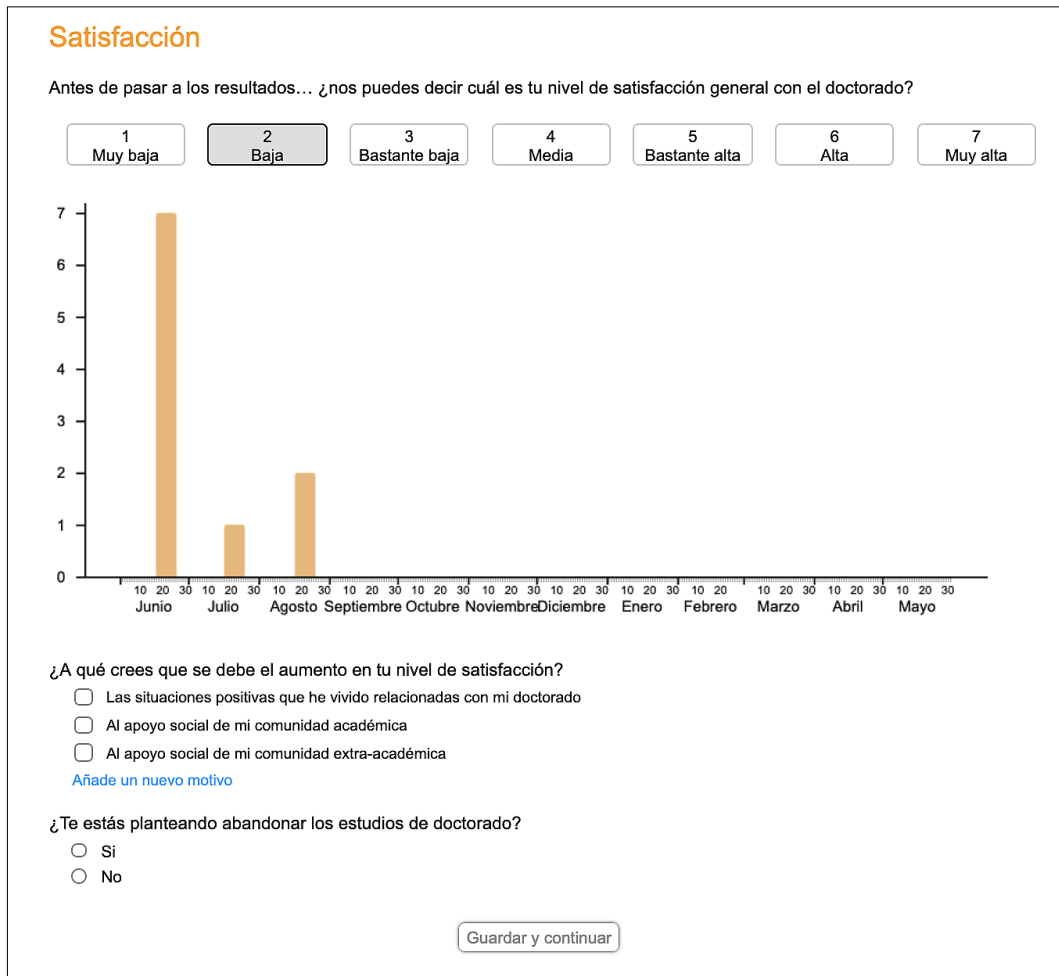 Satisfacción
Antes de pasar a los resultados… ¿nos puedes decir cuál es tu nivel de satisfacción general con el doctorado?
1 2 3 4 5 6 7
Muy baja Baja Bastante baja Media Bastante alta Alta Muy alta
7
6
5
4
3
2
1
0
10 20 30 10 20 30 10 20 30 10 20 30 10 20 30 10 20 30 10 20 30 10 20 30 10 20 10 20 30 10 20 30 10 20 30
Junio Julio Agosto Septiembre Octubre Noviembre Diciembre Enero Febrero Marzo Abril Mayo
¿A qué crees que se debe el aumento en tu nivel de satisfacción?
Las situaciones positivas que he vivido relacionadas con mi doctorado
Al apoyo social de mi comunidad académica
Al apoyo social de mi comunidad extra-académica
Añade un nuevo motivo
¿Te estás planteando abandonar los estudios de doctorado?
Si
No
Guardar y continuar